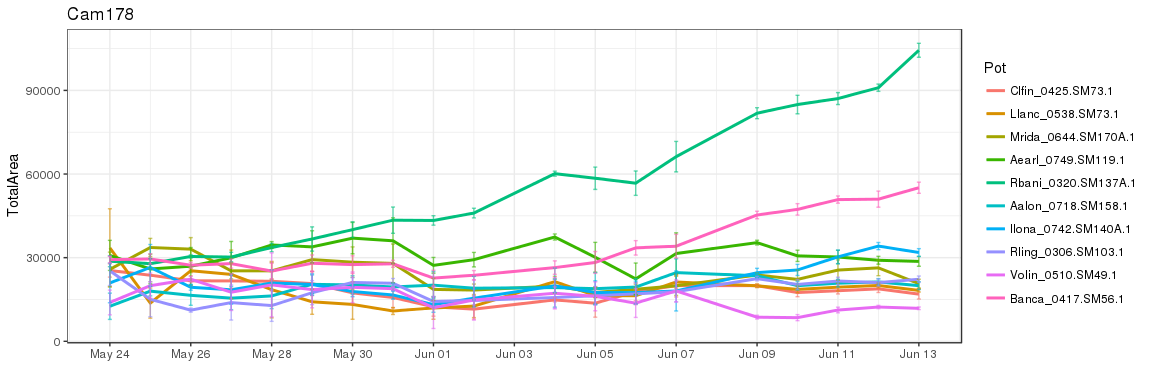 Cam178
TotalArea
90000
60000
30000
0
May 24 May 26 May 28 May 30 Jun 01 Jun 03 Jun 05 Jun 07 Jun 09 Jun 11 Jun 13
Pot
Clfin_0425.SM73.1
Llanc_0538.SM73.1
Mrida_0644.SM170A.1
Aearl_0749.SM119.1
Rbani_0320.SM137A.1
Aalon_0718.SM158.1
Ilona_0742.SM140A.1
Rling_0306.SM103.1
Volin_0510.SM49.1
Banca_0417.SM56.1